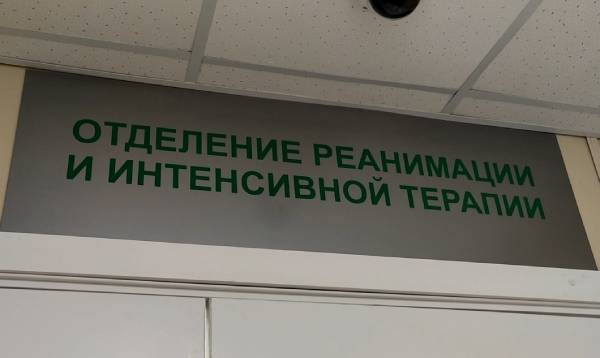 ОТДЕЛЕНИЕ РЕАНИМАЦИИ
И ИНТЕНСИВНОЙ ТЕРАПИИ